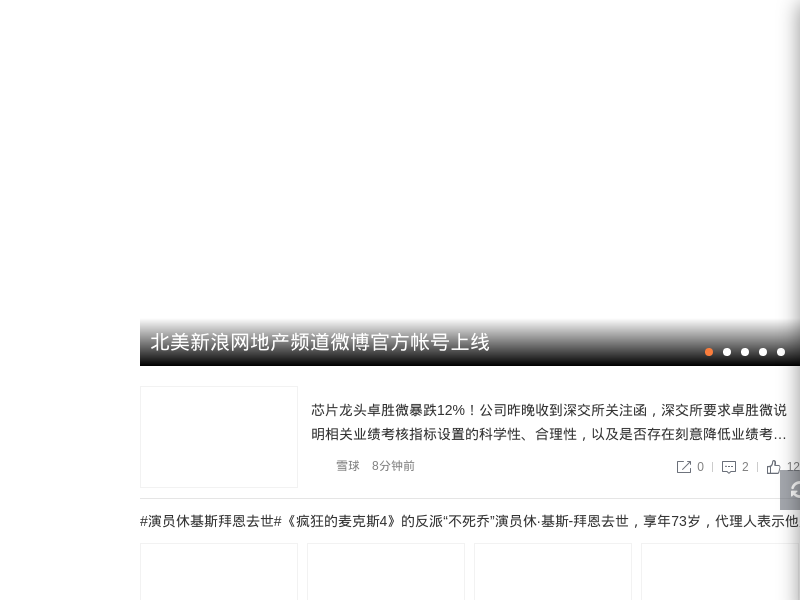 北美新浪网地产频道微博官方帐号上线
芯片龙头卓胜微暴跌12%！公司昨晚收到深交所关注函，深交所要求卓胜微说
明相关业绩考核指标设置的科学性、合理性，以及是否存在刻意降低业绩考...
雪球 8分钟前 0 2 12
#演员休基斯拜恩去世#《疯狂的麦克斯4》的反派“不死乔”演员休·基斯-拜恩去世，享年73岁，代理人表示他